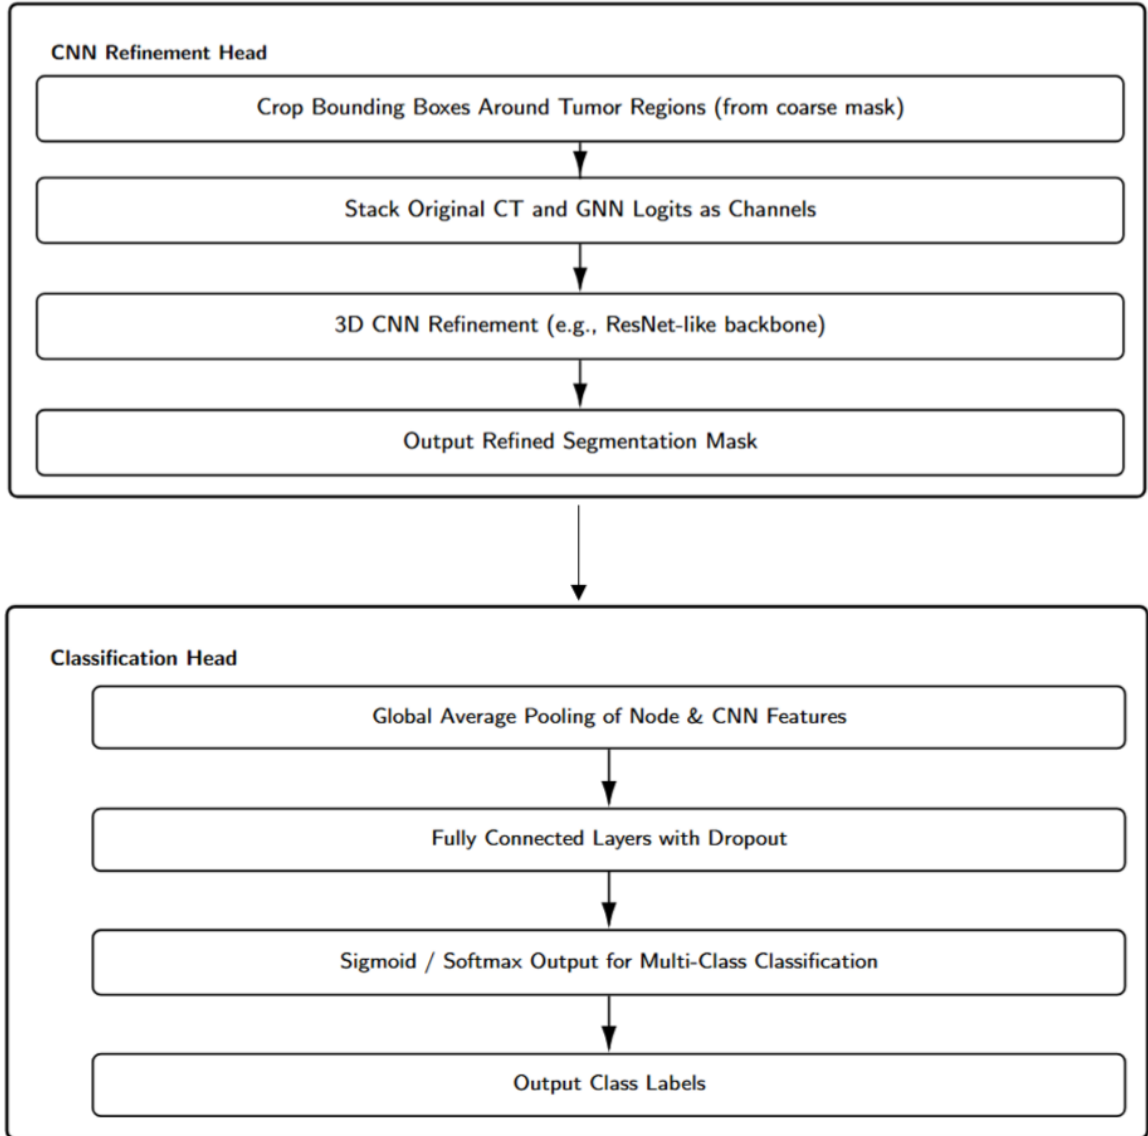 CNN Refinement Head
Crop Bounding Boxes Around Tumor Regions (from coarse mask)
Stack Original CT and GNN Logits as Channels
3D CNN Refinement (e.g., ResNet-like backbone)
Output Refined Segmentation Mask
Classification Head
Global Average Pooling of Node & CNN Features
Fully Connected Layers with Dropout
Sigmoid / Softmax Output for Multi-Class Classification
Output Class Labels